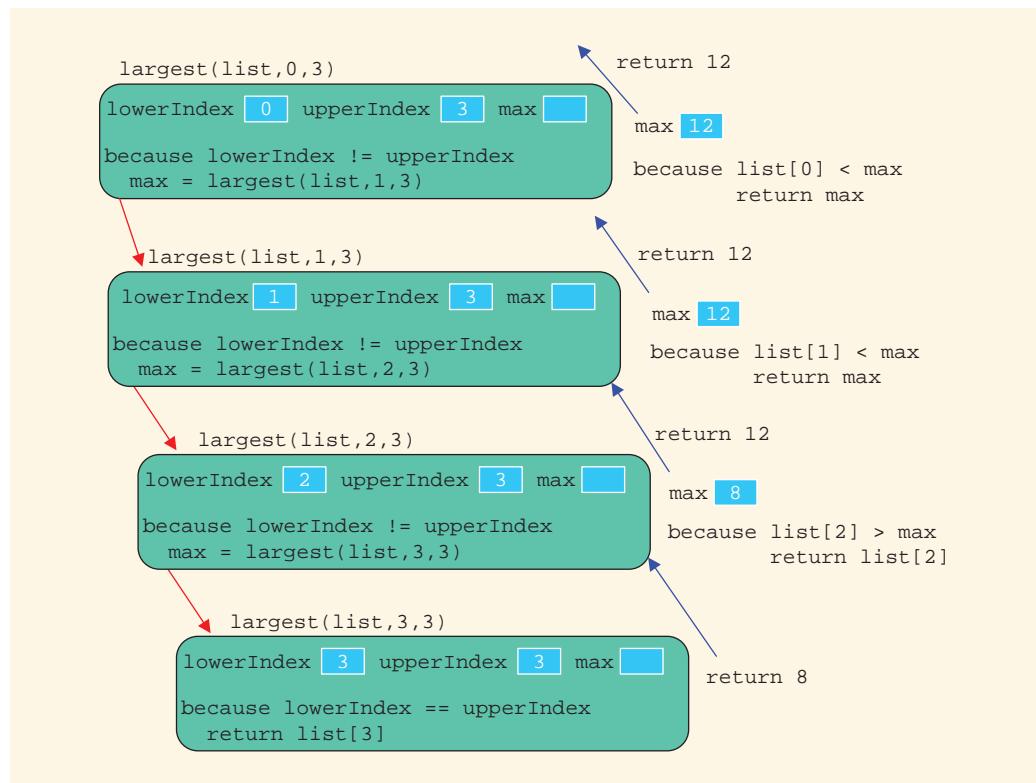 largest(list,0,3)
return 12
lowerIndex 0 upperIndex 3 max
max 12
because lowerIndex != upperIndex
max = largest(list,1,3)
because list[0] < max
return max
largest(list,1,3)
return 12
lowerIndex 1 upperIndex 3 max
max 12
because lowerIndex != upperIndex
max = largest(list,2,3)
because list[1] < max
return max
largest(list,2,3)
return 12
lowerIndex 2 upperIndex 3 max
max 8
because lowerIndex != upperIndex
max = largest(list,3,3)
because list[2] > max
return list[2]
largest(list,3,3)
lowerIndex 3 upperIndex 3 max
return 8
because lowerIndex == upperIndex
return list[3]